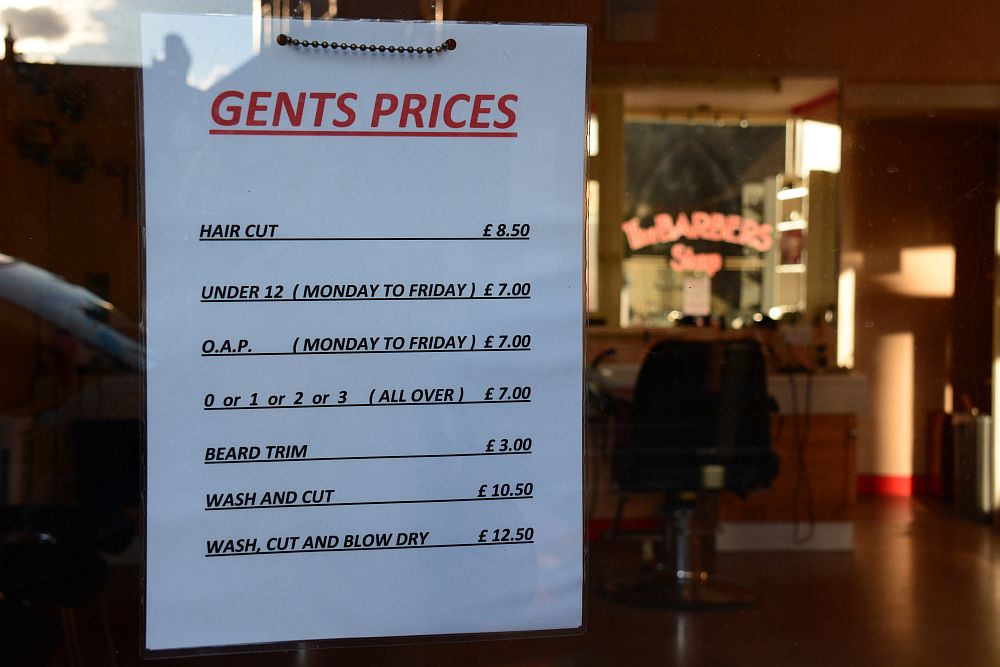 GENTS PRICES
HAIR CUT £ 8.50
UNDER 12 ( MONDAY TO FRIDAY ) £ 7.00
O.A.P. ( MONDAY TO FRIDAY ) £ 7.00
0 or 1 or 2 or 3 ( ALL OVER ) £ 7.00
BEARD TRIM £ 3.00
WASH AND CUT £ 10.50
WASH, CUT AND BLOW DRY £ 12.50
The BARBERS
Shop